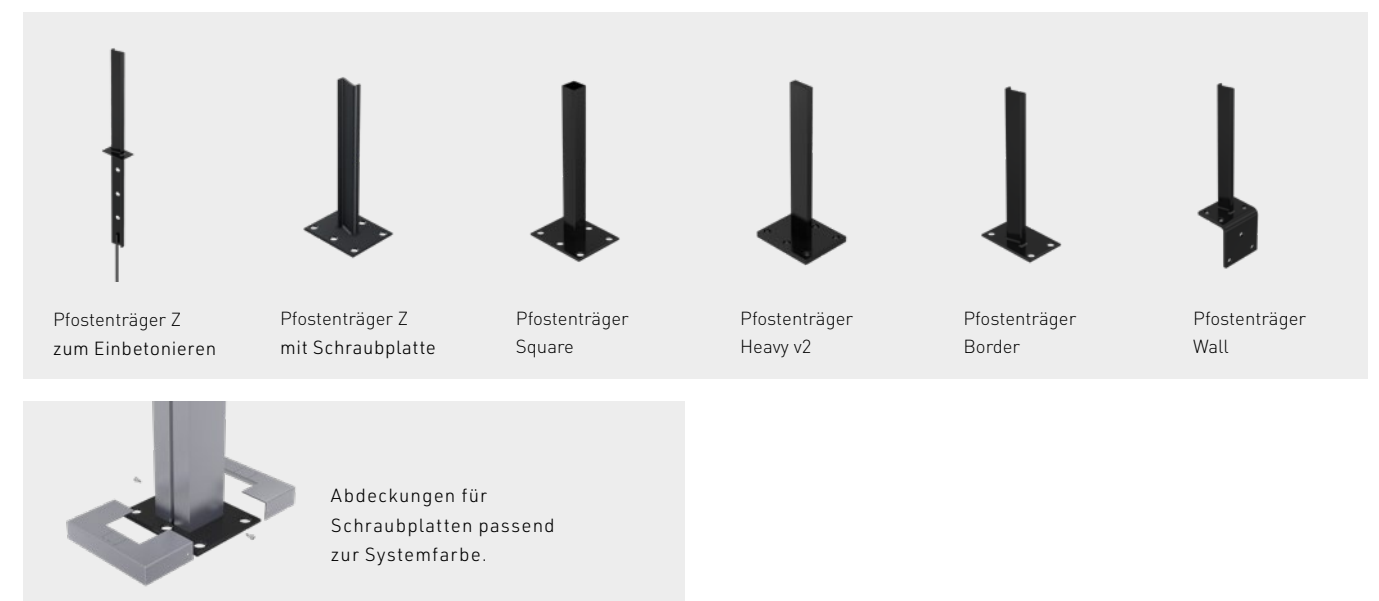 Pfostenträger Z
zum Einbetonieren
Pfostenträger Z
mit Schraubplatte
Pfostenträger
Square
Pfostenträger
Heavy v2
Pfostenträger
Border
Pfostenträger
Wall
Abdeckungen für
Schraubplatten passend
zur Systemfarbe.